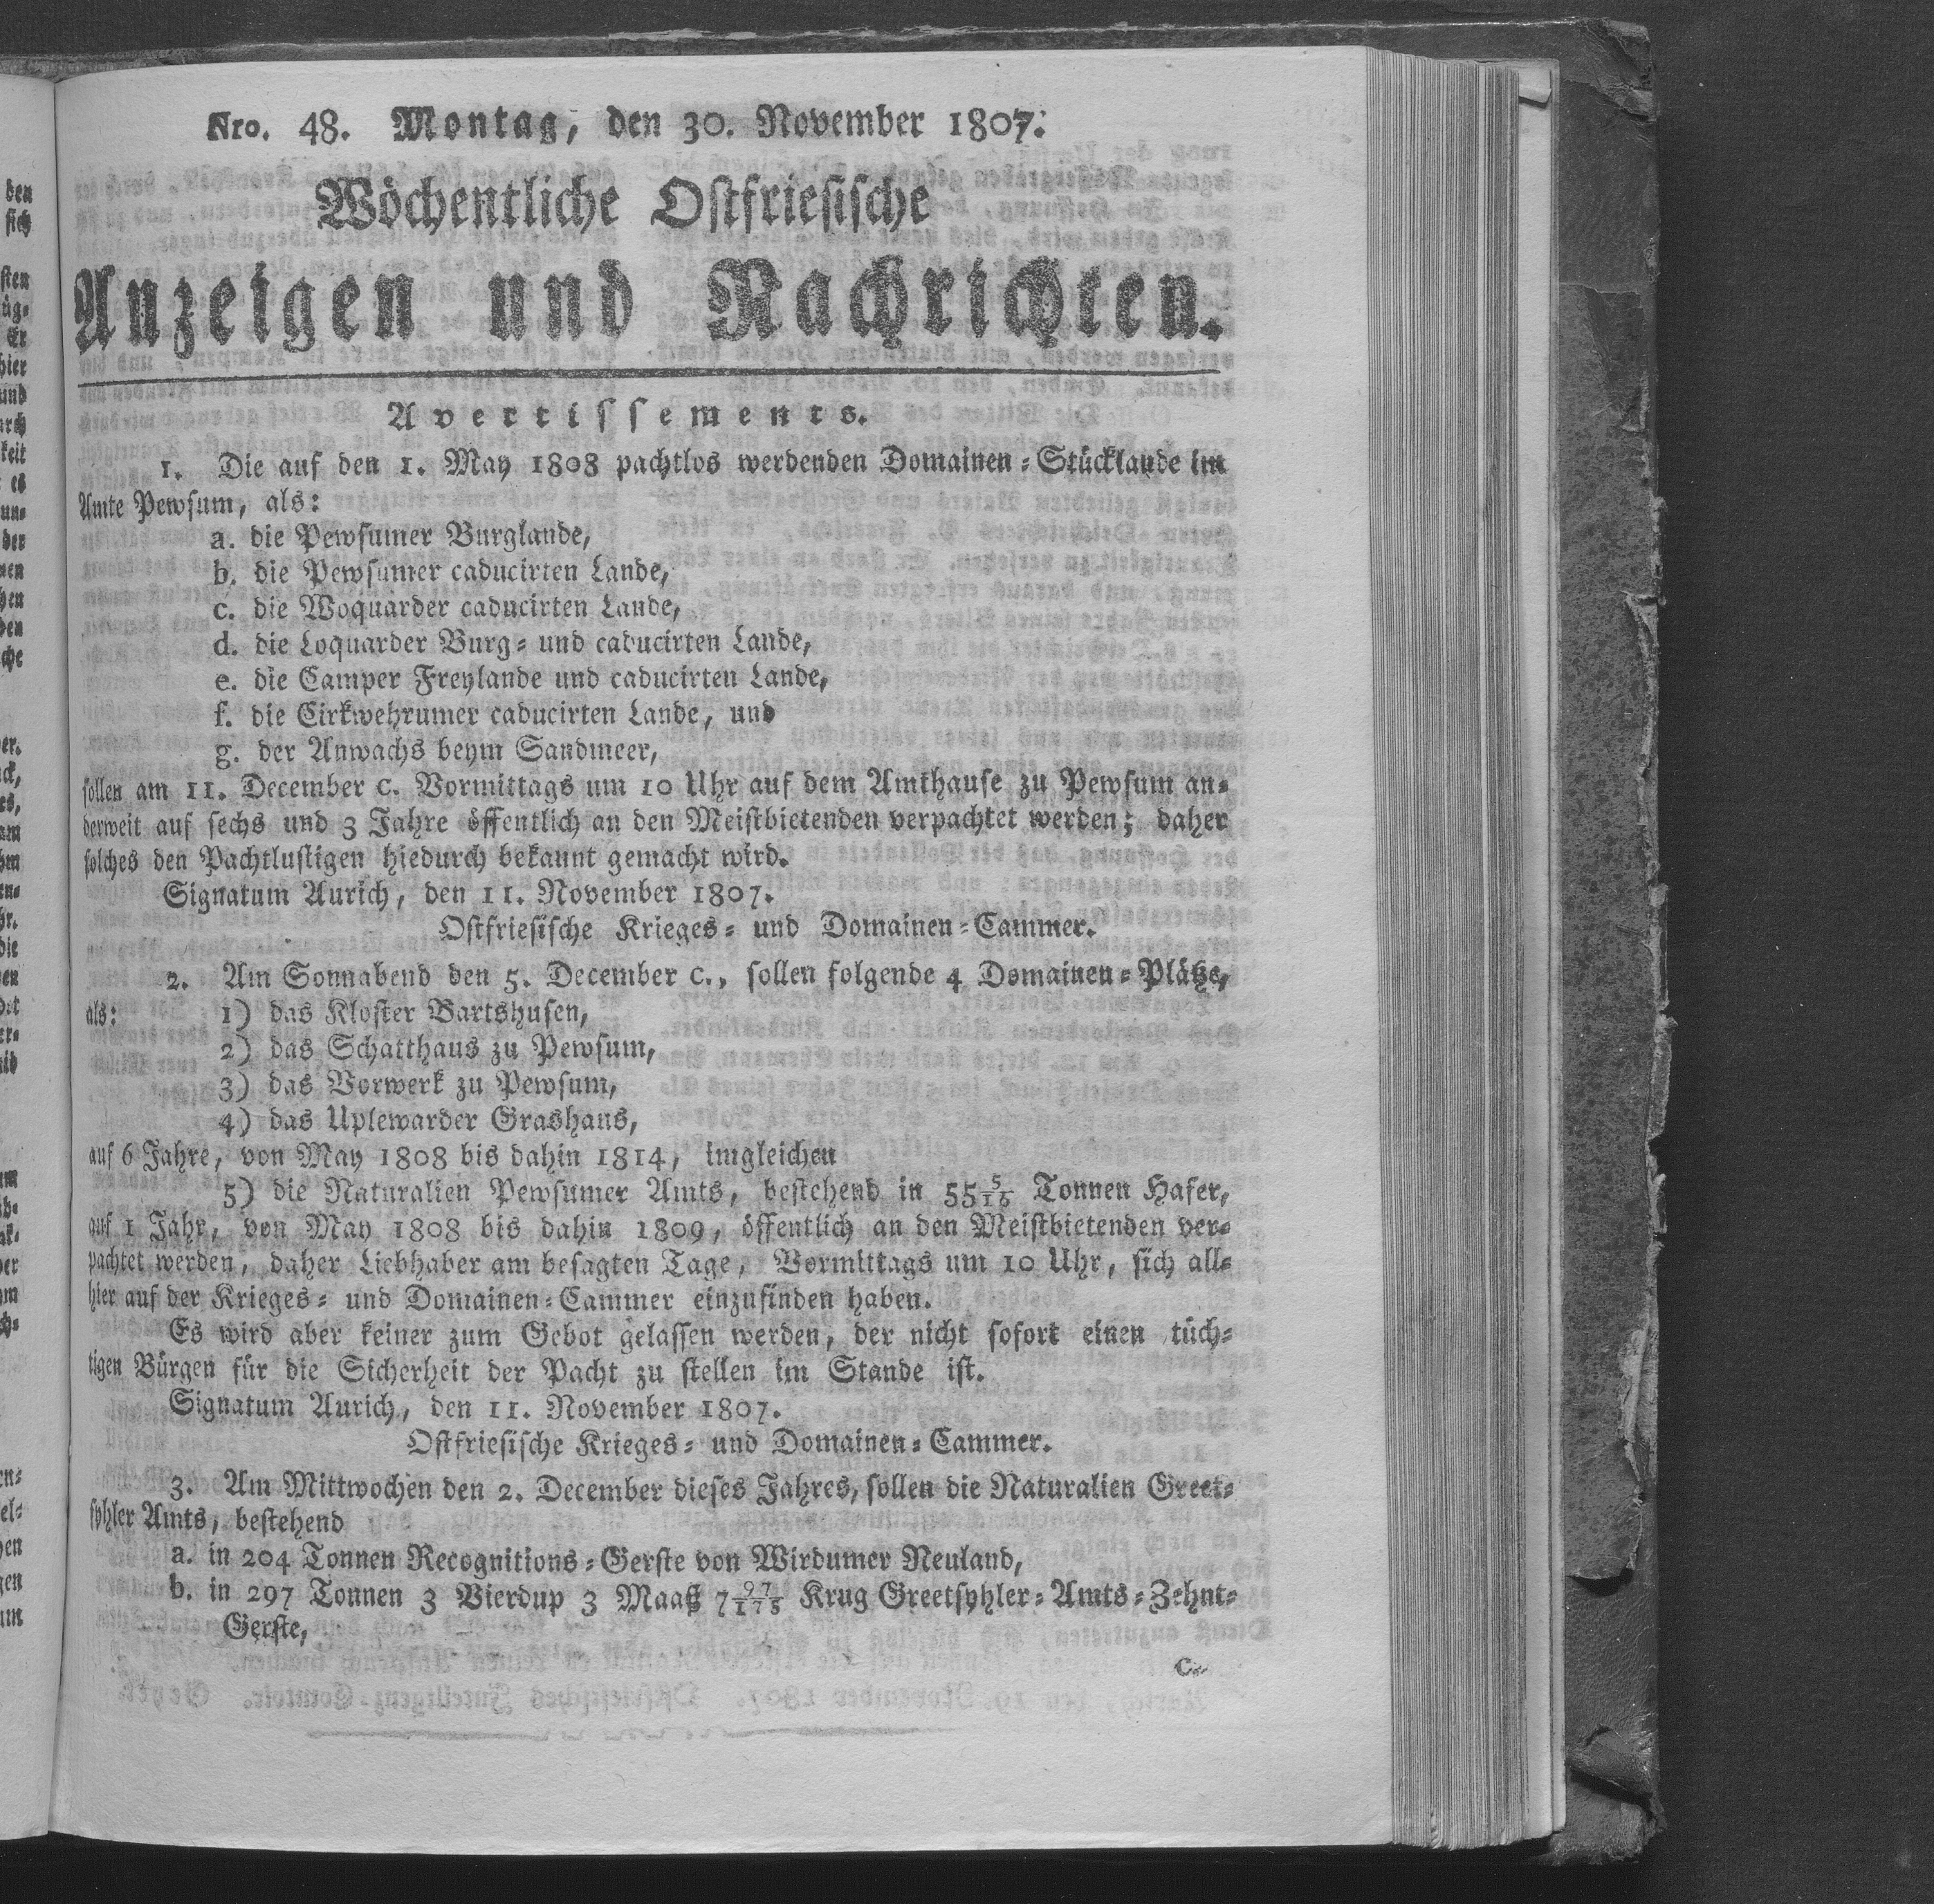 Nro. 48. Montag, den 30. November 1807.
Wöchentliche Ostfriesische
Anzeigen und Nachrichten.
Avertissements.
1. Die auf den 1. May 1808 pachtlos werdenden Domainen-Stücklande im
Amte Pewsum, als:
a. die Pewsumer Burglande,
b. die Pewsumer caducirten Lande,
c. die Woquarder caducirten Lande,
d. die Loquarder Burg- und caducirten Lande,
e. die Camper Freylande und caducirten Lande,
f. die Cirkwehrumer caducirten Lande, und
g. der Anwachs beym Sandmeer,
sollen am 11. December c. Vormittags um 10 Uhr auf dem Amthause zu Pewsum an-
derweit auf sechs und 3 Jahre öffentlich an den Meistbietenden verpachtet werden; daher
solches den Pachtlustigen hiedurch bekannt gemacht wird.
Signatum Aurich, den 11. November 1807.
Ostfriesische Krieges- und Domainen-Cammer.
2. Am Sonnabend den 5. December c., sollen folgende 4 Domainen-Plätze,
als: 1) das Kloster Bartshusen,
2) das Schatthaus zu Pewsum,
3) das Vorwerk zu Pewsum,
4) das Uplewarder Grashaus,
auf 6 Jahre, von May 1808 bis dahin 1814, imgleichen
5) die Naturalien Pewsumer Amts, bestehend in 55 5/16 Tonnen Hafer,
auf 1 Jahr, von May 1808 bis dahin 1809, öffentlich an den Meistbietenden ver-
pachtet werden, daher Liebhaber am besagten Tage, Vormittags um 10 Uhr, sich all-
hier auf der Krieges- und Domainen-Cammer einzufinden haben.
Es wird aber keiner zum Gebot gelassen werden, der nicht sofort einen tüch-
tigen Bürgen für die Sicherheit der Pacht zu stellen im Stande ist.
Signatum Aurich, den 11. November 1807.
Ostfriesische Krieges- und Domainen-Cammer.
3. Am Mittwochen den 2. December dieses Jahres, sollen die Naturalien Greet-
syhler Amts, bestehend
a. in 204 Tonnen Recognitions-Gerste von Wirdumer Neuland,
b. in 297 Tonnen 3 Vierdup 3 Maaß 7 97/175 Krug Greetsyhler-Amts-Zehnt-
Gerste,
c.